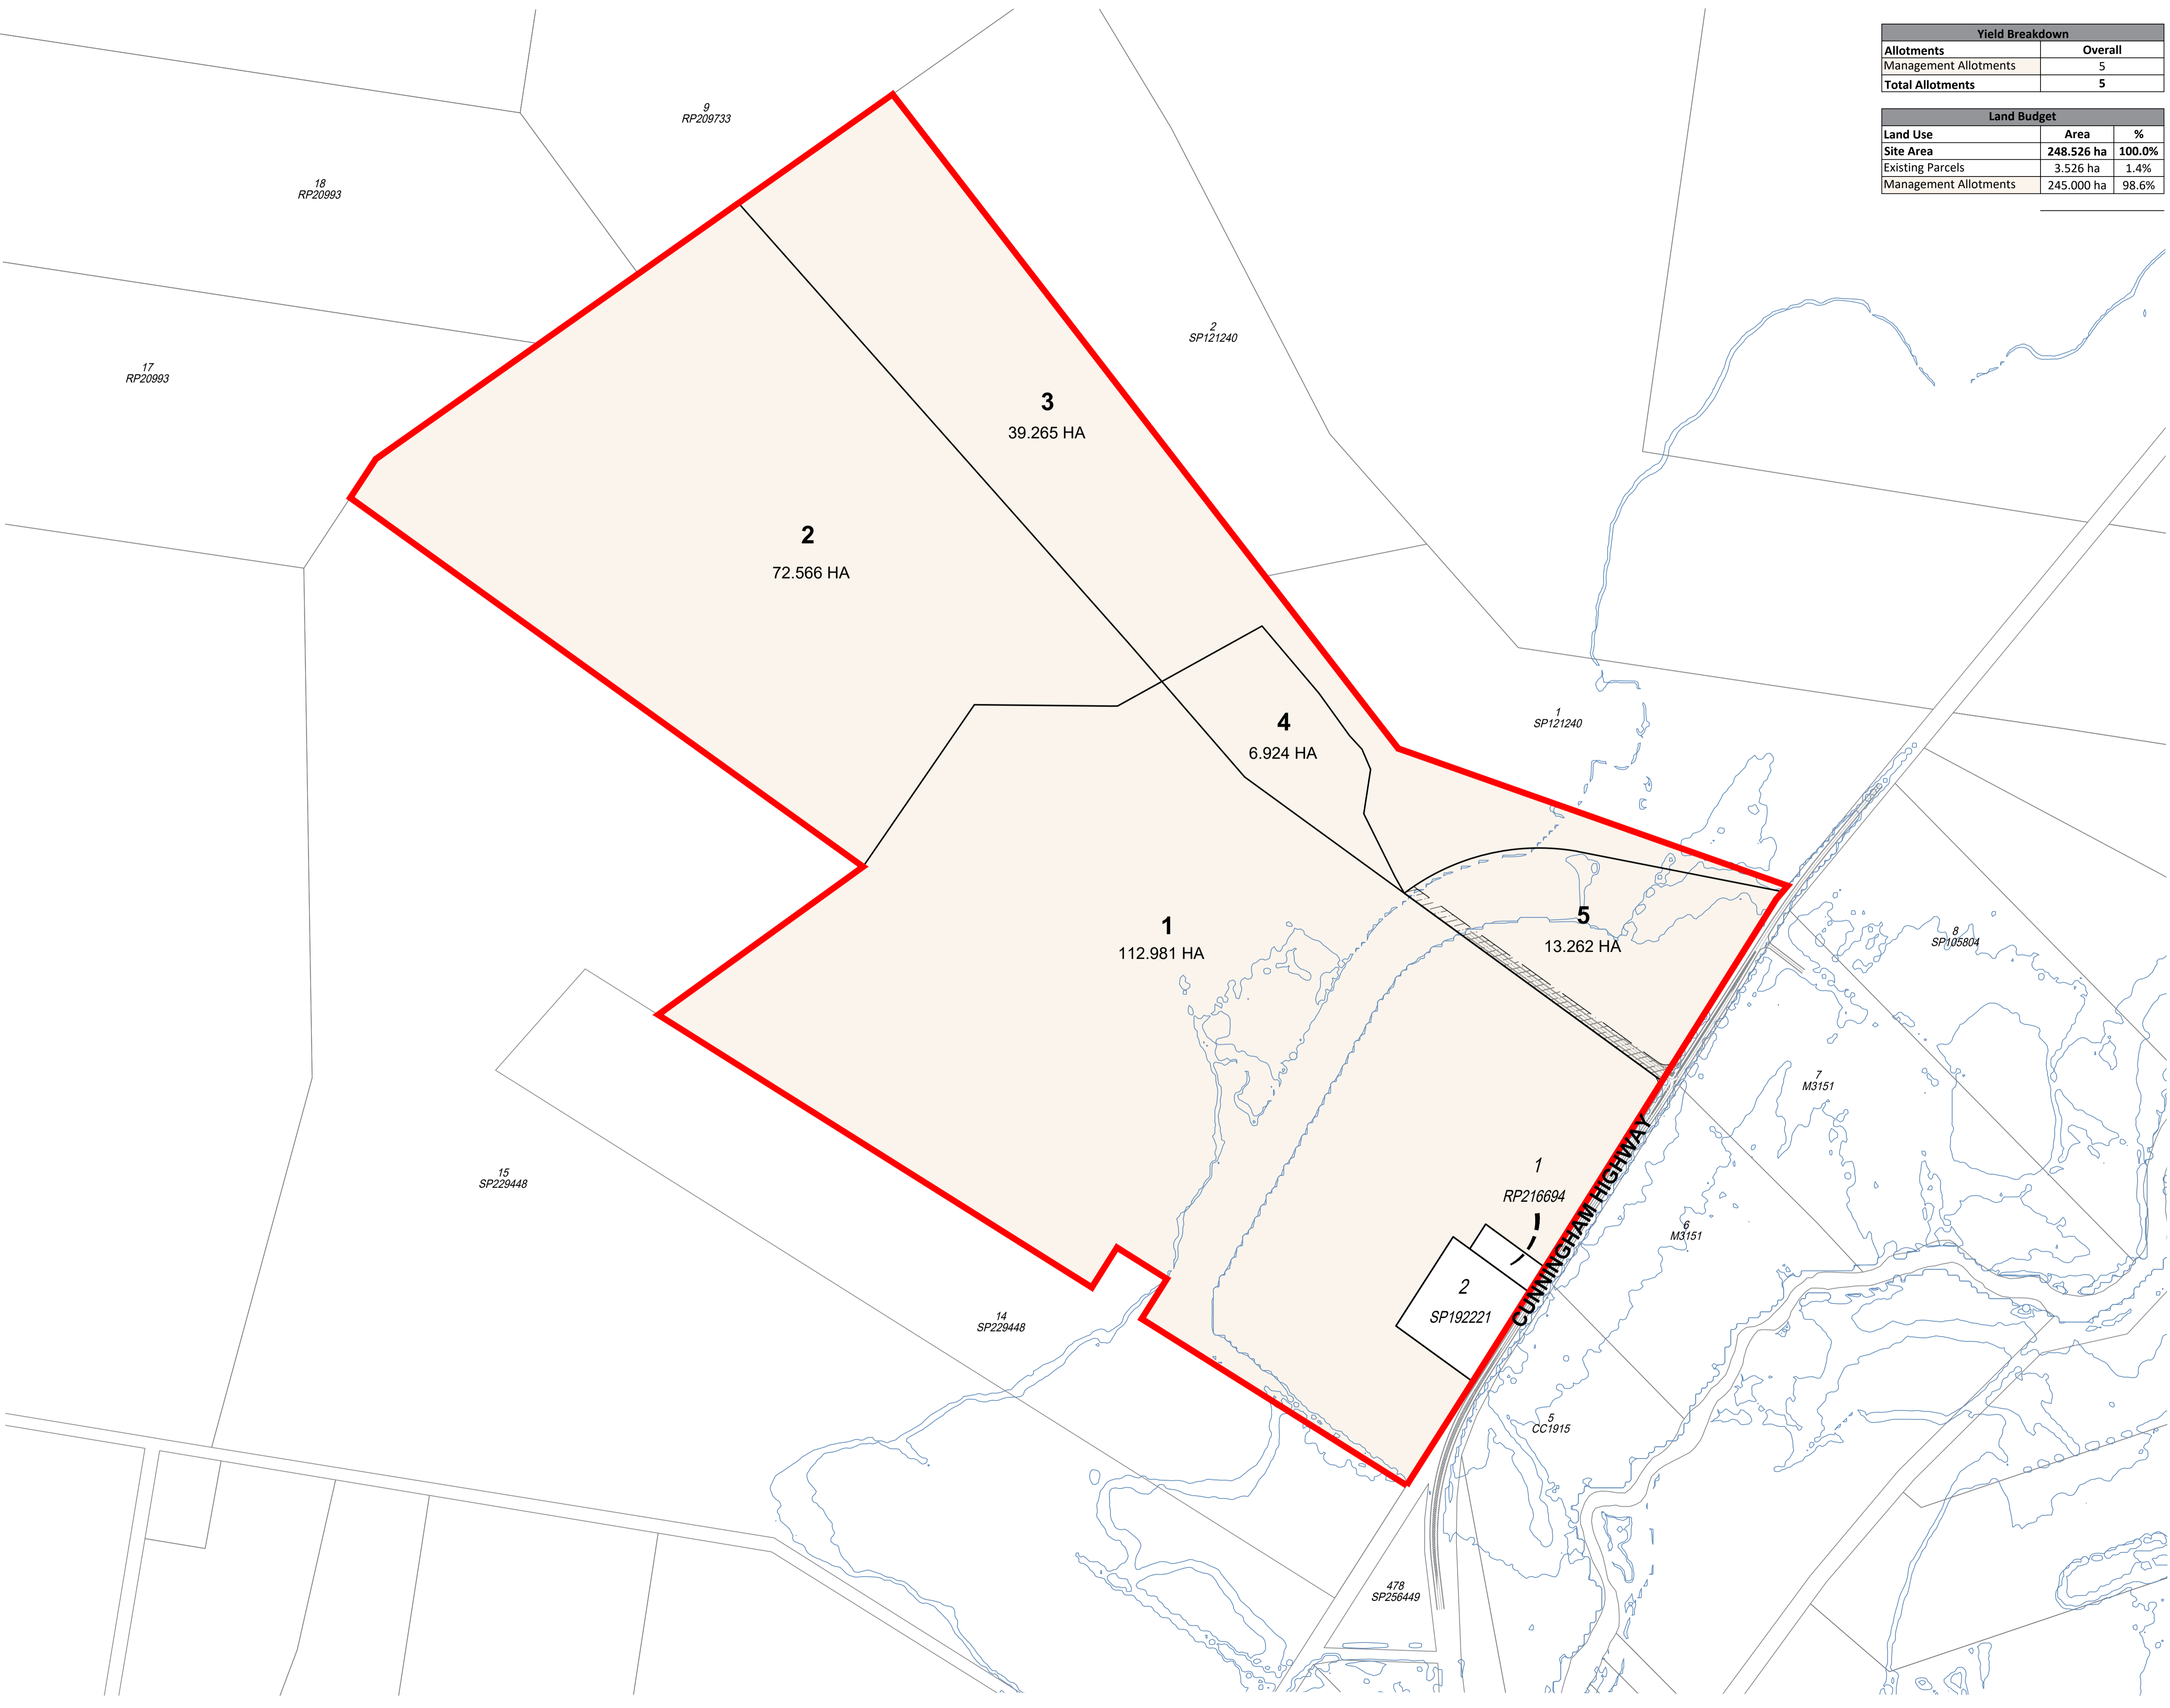 Yield Breakdown
Allotments Overall
Management Allotments 5
Total Allotments 5
Land Budget
Land Use Area %
Site Area 248.526 ha 100.0%
Existing Parcels 3.526 ha 1.4%
Management Allotments 245.000 ha 98.6%
9
RP209733
18
RP20993
2
SP121240
17
RP20993
3
39.265 HA
2
72.566 HA
4
6.924 HA
1
SP121240
1
112.981 HA
5
13.262 HA
8
SP105804
7
M3151
15
SP229448
1
RP216694
CUNNINGHAM HIGHWAY
6
M3151
2
SP192221
14
SP229448
5
CC1915
478
SP256449